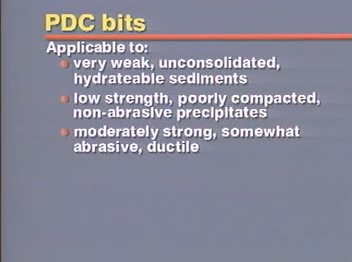 PDC bits
Applicable to:
very weak, unconsolidated,
hydrateable sediments
low strength, poorly compacted,
non-abrasive precipitates
moderately strong, somewhat
abrasive, ductile